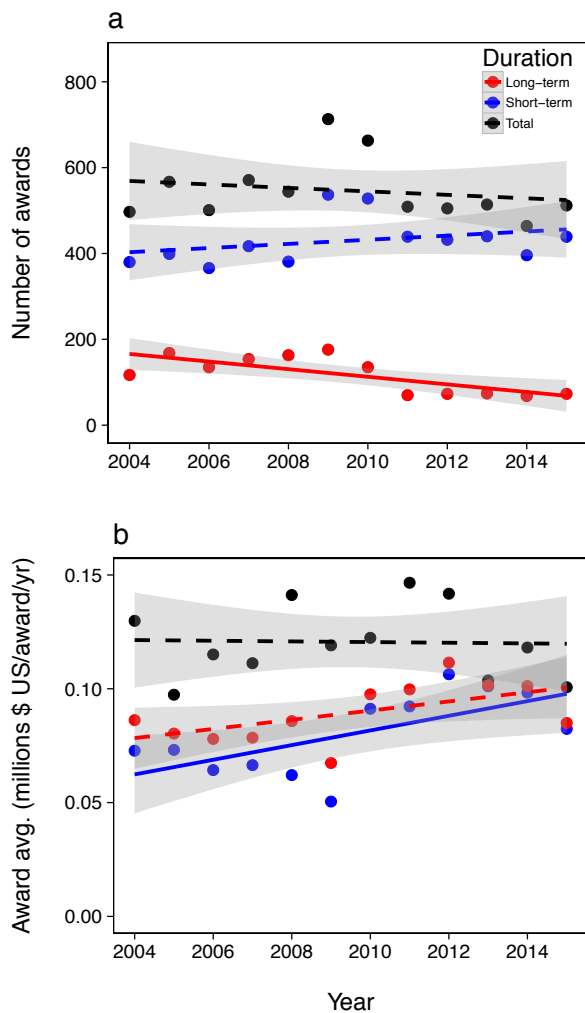 a
Duration
Long−term
Short−term
Total
800
600
400
200
0
Number of awards
2004 2006 2008 2010 2012 2014
b
0.15
0.10
0.05
0.00
Award avg. (millions $ US/award/yr)
2004 2006 2008 2010 2012 2014
Year